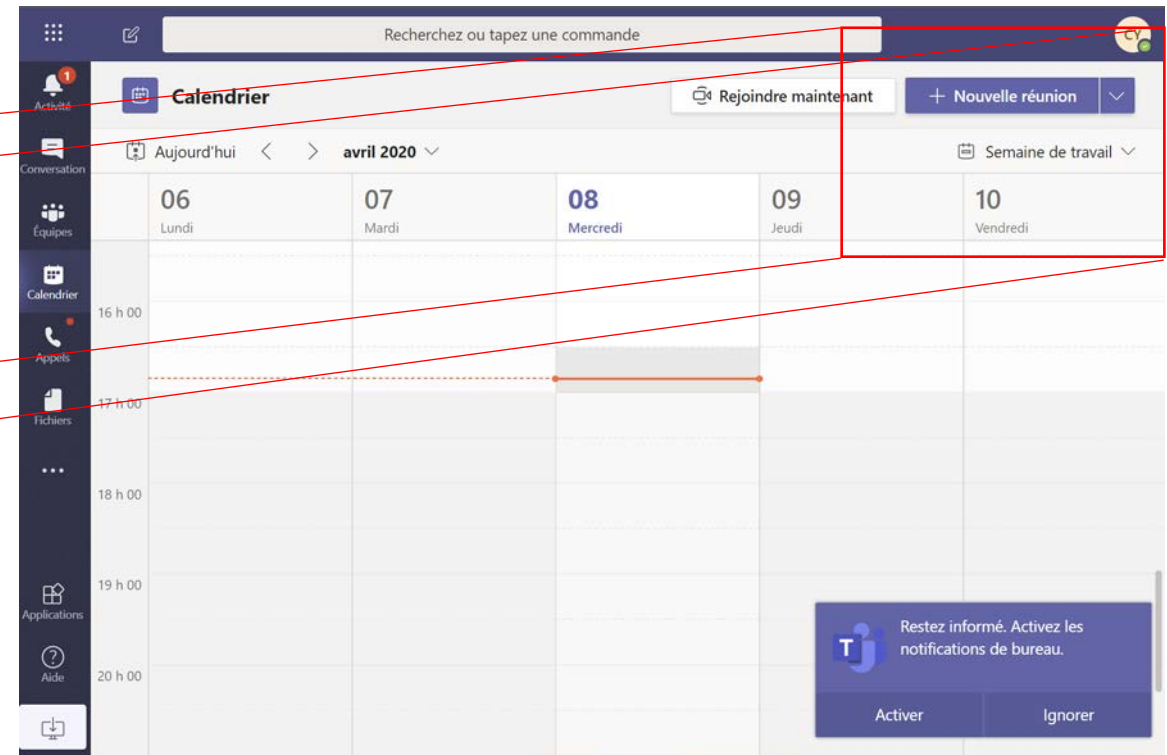 Recherchez ou tapez une commande
CY
1
Activité
Calendrier
Rejoindre maintenant
+ Nouvelle réunion
Conversation
Aujourd'hui < > avril 2020
Semaine de travail
Équipes
06 07 08 09 10
Lundi Mardi Mercredi Jeudi Vendredi
Calendrier
16 h 00
Appels
17 h 00
Fichiers
18 h 00
19 h 00
Applications
Restez informé. Activez les
notifications de bureau.
T
Aide
20 h 00
Activer Ignorer